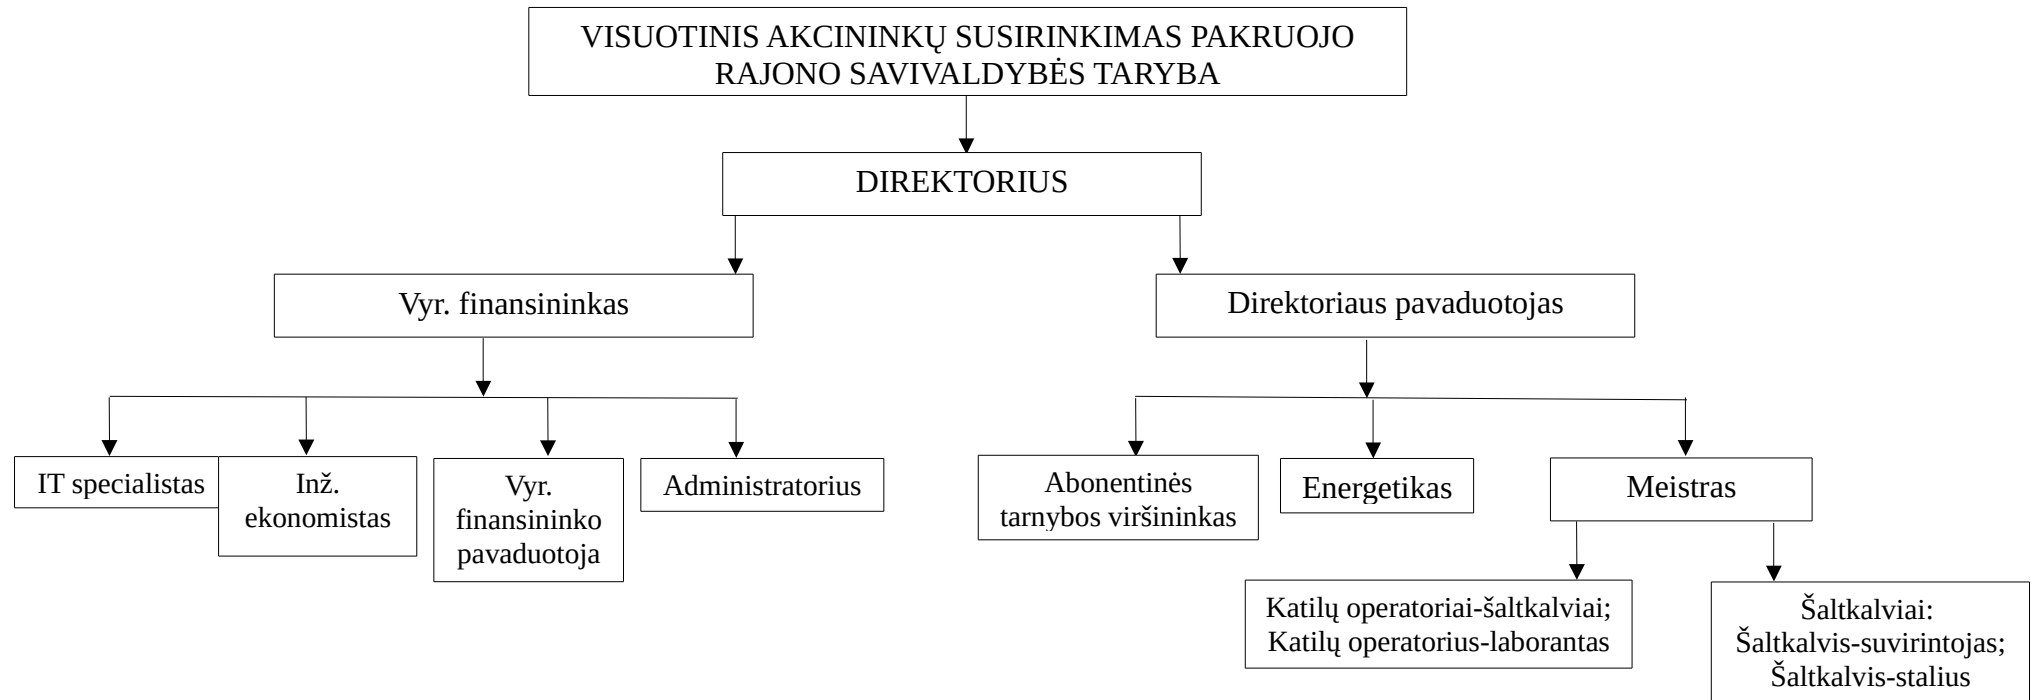 VISUOTINIS AKCININKŲ SUSIRINKIMAS PAKRUOJO
RAJONO SAVIVALDYBĖS TARYBA
DIREKTORIUS
Vyr. finansininkas
Direktoriaus pavaduotojas
IT specialistas
Inž.
ekonomistas
Vyr.
finansininko
pavaduotoja
Administratorius
Abonentinės
tarnybos viršininkas
Energetikas
Meistras
Katilų operatoriai-šaltkalviai;
Katilų operatorius-laborantas
Šaltkalviai:
Šaltkalvis-suvirintojas;
Šaltkalvis-stalius